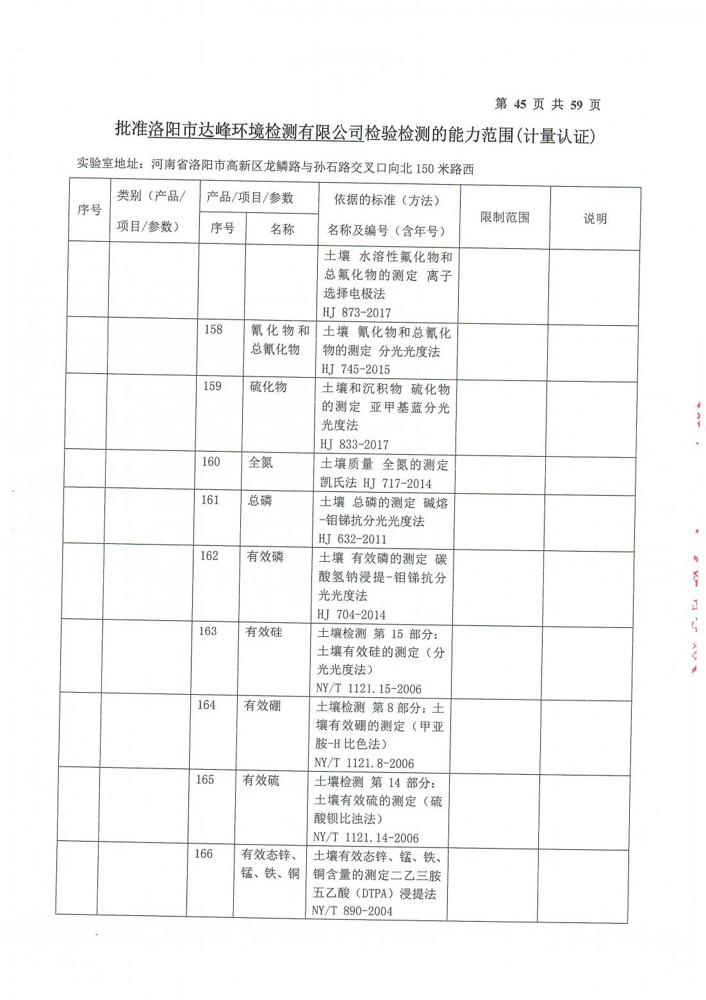 第 45 页 共 59 页
批准洛阳市达峰环境检测有限公司检验检测的能力范围(计量认证)
实验室地址：河南省洛阳市高新区龙鳞路与孙石路交叉口向北 150 米路西
序号
类别（产品/
项目/参数）
产品/项目/参数
序号
名称
依据的标准（方法）
名称及编号（含年号）
限制范围
说明
土壤 水溶性氟化物和
总氟化物的测定 离子
选择电极法
HJ 873-2017
158
氰化物和
总氰化物
土壤 氰化物和总氰化
物的测定 分光光度法
HJ 745-2015
159
硫化物
土壤和沉积物 硫化物
的测定 亚甲基蓝分光
光度法
HJ 833-2017
160
全氮
土壤质量 全氮的测定
凯氏法 HJ 717-2014
161
总磷
土壤 总磷的测定 碱熔
-钼锑抗分光光度法
HJ 632-2011
162
有效磷
土壤 有效磷的测定 碳
酸氢钠浸提-钼锑抗分
光光度法
HJ 704-2014
163
有效硅
土壤检测 第 15 部分：
土壤有效硅的测定（分
光光度法）
NY/T 1121.15-2006
164
有效硼
土壤检测 第 8 部分：土
壤有效硼的测定（甲亚
胺-H 比色法）
NY/T 1121.8-2006
165
有效硫
土壤检测 第 14 部分：
土壤有效硫的测定（硫
酸钡比浊法）
NY/T 1121.14-2006
166
有效态锌、
锰、铁、铜
土壤有效态锌、锰、铁、
铜含量的测定二乙三胺
五乙酸（DTPA）浸提法
NY/T 890-2004